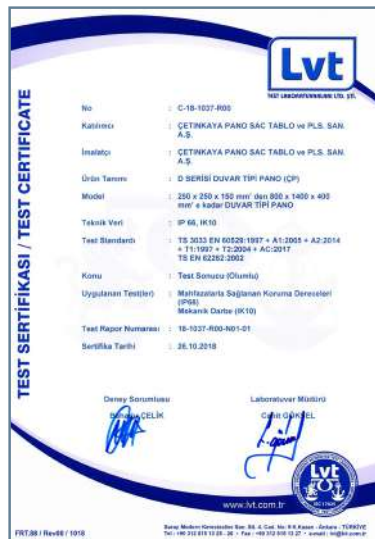 Lvt
TEST LABORATUVARLARI LTD. ŞTİ.
TEST SERTİFİKASI / TEST CERTIFICATE
No : C-18-1037-R00
Katılımcı : ÇETİNKAYA PANO SAC TABLO ve PLS. SAN.
A.Ş.
İmalatçı : ÇETİNKAYA PANO SAC TABLO ve PLS. SAN.
A.Ş.
Ürün Tanımı : D SERİSİ DUVAR TİPİ PANO (ÇP)
Model : 250 x 250 x 150 mm' den 800 x 1400 x 400
mm' e kadar DUVAR TİPİ PANO
Teknik Veri : IP 66, IK10
Test Standardı : TS 3033 EN 60529:1997 + A1:2005 + A2:2014
+ T1:1997 + T2:2004 + AC:2017
TS EN 62262:2002
Konu : Test Sonucu (Olumlu)
Uygulanan Test(ler) : Mahfazalarla Sağlanan Koruma Dereceleri
(IP66)
Mekanik Darbe (IK10)
Test Rapor Numarası : 18-1037-R00-N01-01
Sertifika Tarihi : 26.10.2018
Deney Sorumlusu Laboratuvar Müdürü
ÇELİK Cahit GÖKSEL
Lvt
www.lvt.com.tr
FRT.88 / Rev00 / 1018